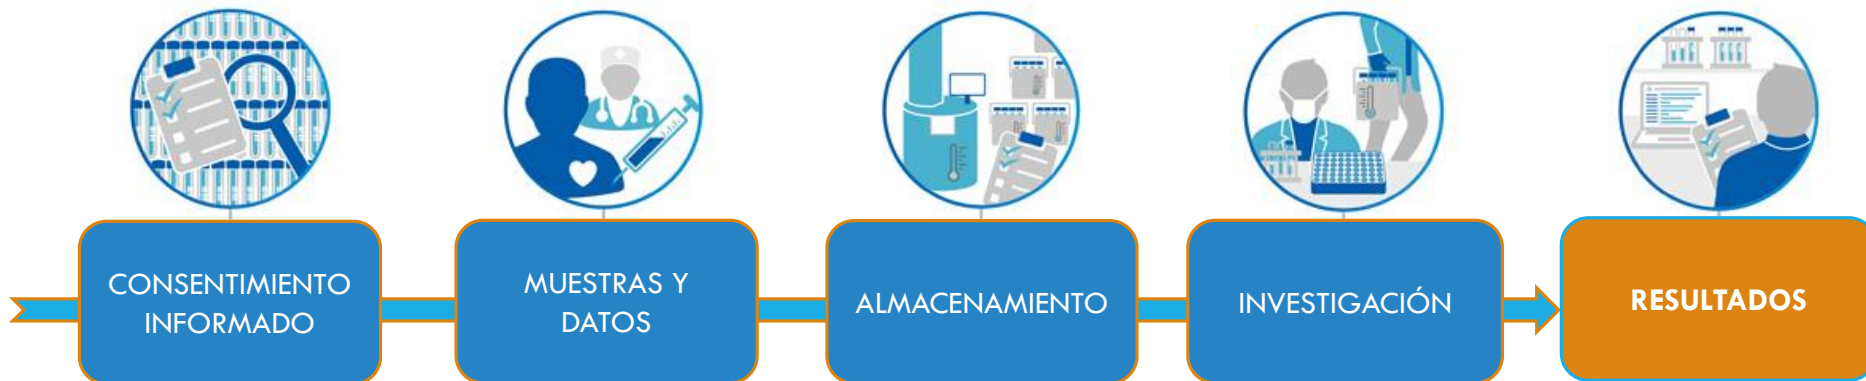 CONSENTIMIENTO
INFORMADO
MUESTRAS Y
DATOS
ALMACENAMIENTO
INVESTIGACIÓN
RESULTADOS